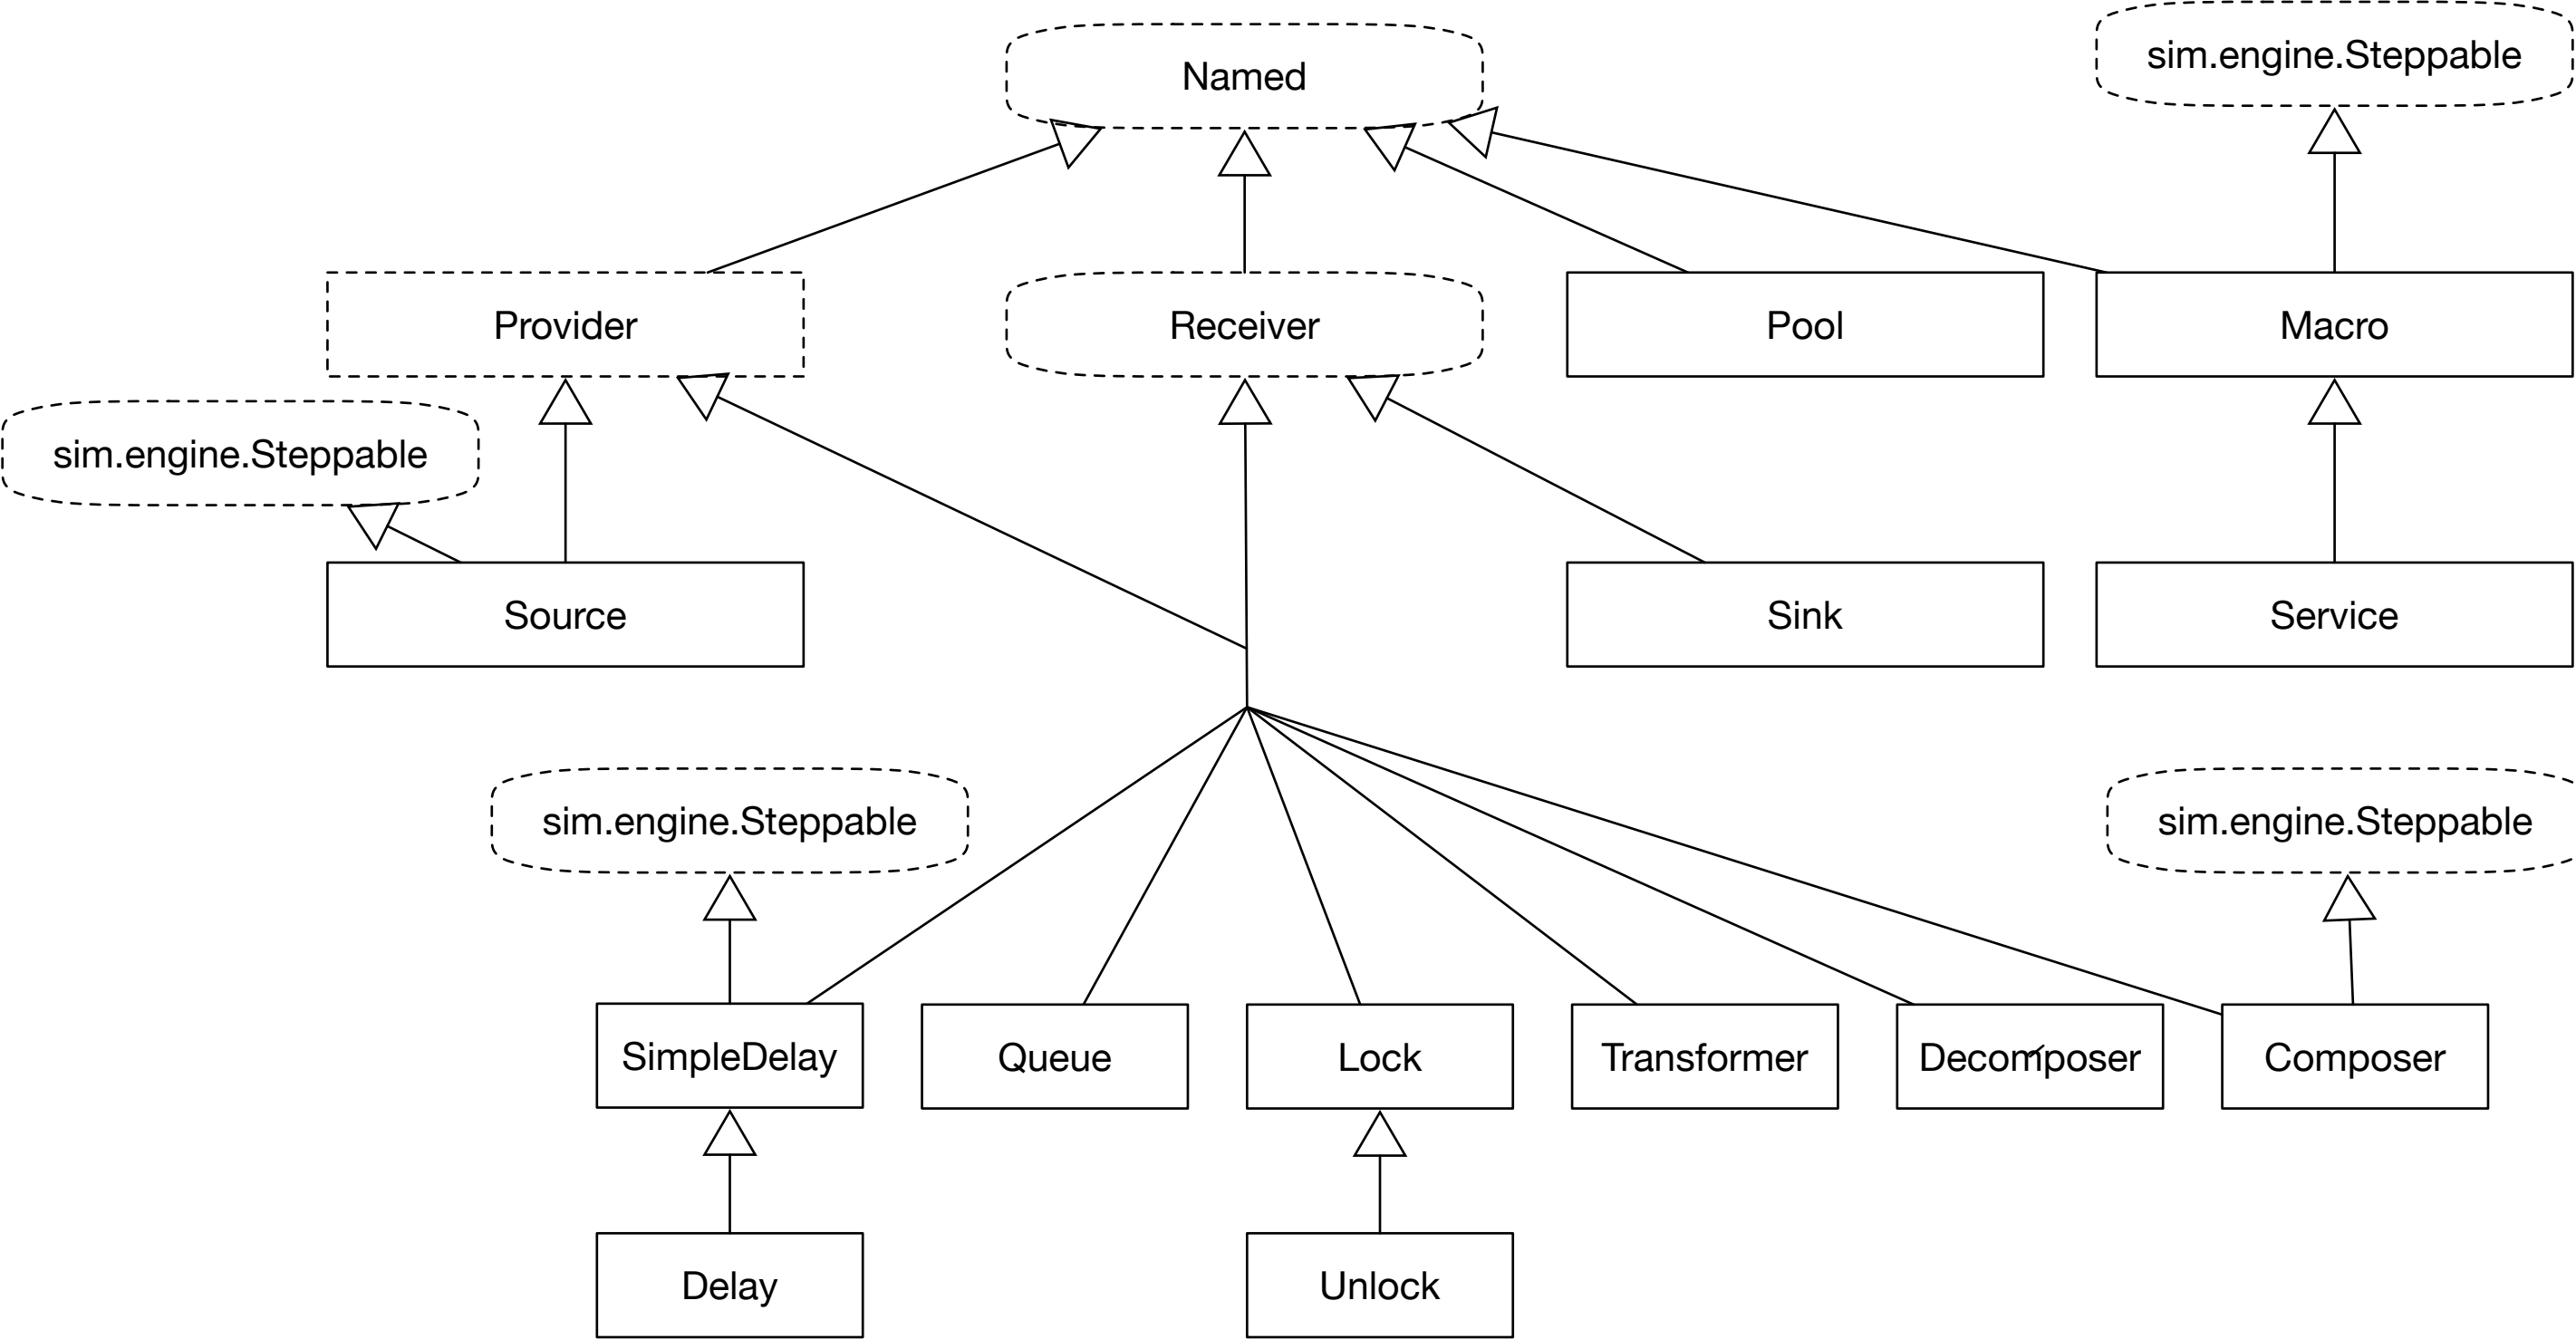 Named
sim.engine.Steppable
Provider
Receiver
Pool
Macro
sim.engine.Steppable
Source
Sink
Service
sim.engine.Steppable
sim.engine.Steppable
SimpleDelay
Queue
Lock
Transformer
Decomposer
Composer
Delay
Unlock